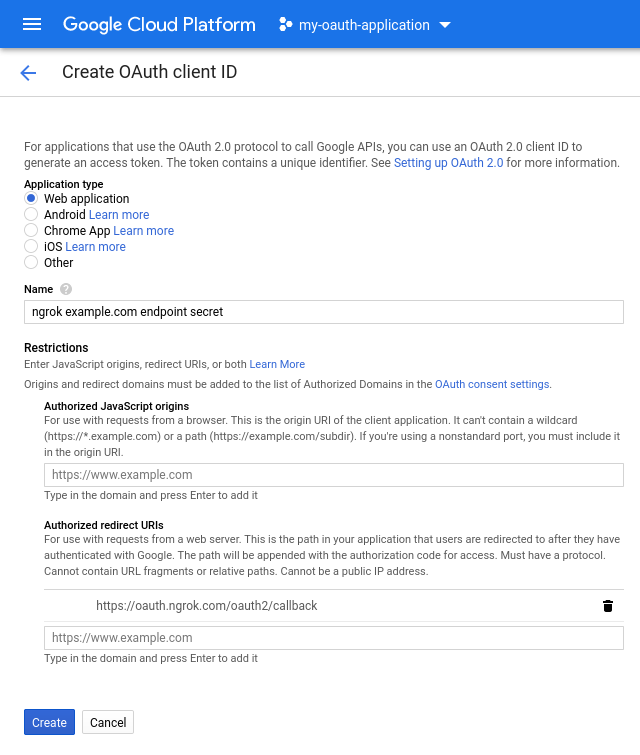 Google Cloud Platform my-oauth-application
Create OAuth client ID
For applications that use the OAuth 2.0 protocol to call Google APIs, you can use an OAuth 2.0 client ID to
generate an access token. The token contains a unique identifier. See Setting up OAuth 2.0 for more information.
Application type
Web application
Android Learn more
Chrome App Learn more
iOS Learn more
Other
Name ?
ngrok example.com endpoint secret
Restrictions
Enter JavaScript origins, redirect URIs, or both Learn More
Origins and redirect domains must be added to the list of Authorized Domains in the OAuth consent settings.
Authorized JavaScript origins
For use with requests from a browser. This is the origin URI of the client application. It can't contain a wildcard
(https://*.example.com) or a path (https://example.com/subdir). If you're using a nonstandard port, you must include it
in the origin URI.
https://www.example.com
Type in the domain and press Enter to add it
Authorized redirect URIs
For use with requests from a web server. This is the path in your application that users are redirected to after they have
authenticated with Google. The path will be appended with the authorization code for access. Must have a protocol.
Cannot contain URL fragments or relative paths. Cannot be a public IP address.
https://oauth.ngrok.com/oauth2/callback
https://www.example.com
Type in the domain and press Enter to add it
Create Cancel